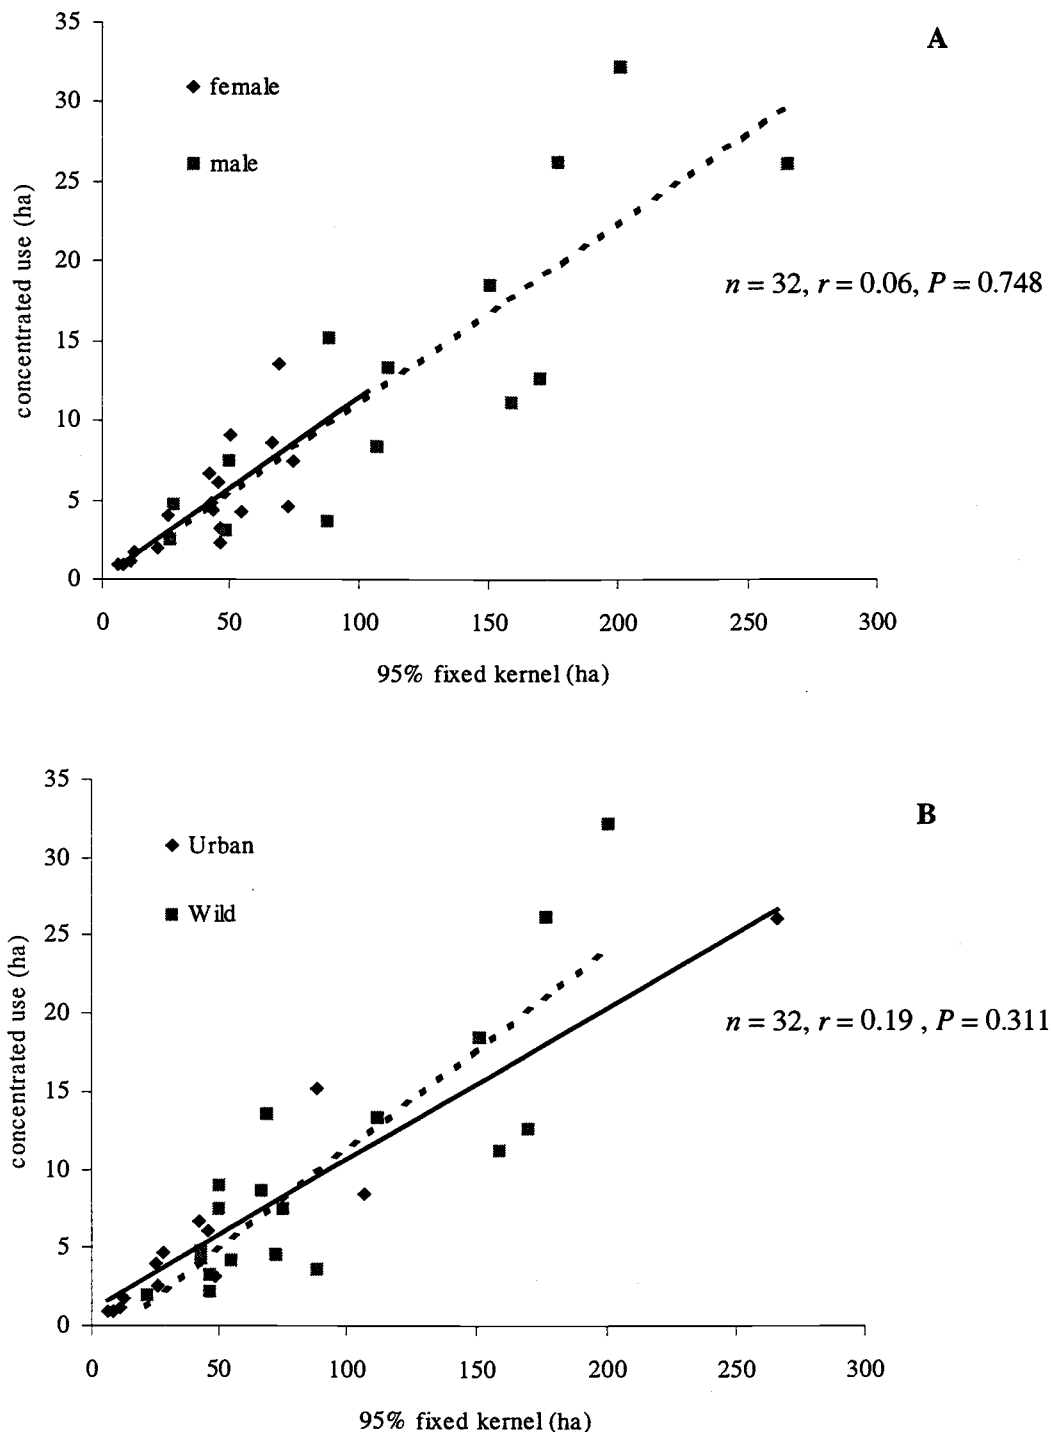 35
A
female
30
male
25
20
n = 32, r = 0.06, P = 0.748
15
10
5
0
concentrated use (ha)
0 50 100 150 200 250 300
95% fixed kernel (ha)
35
B
Urban
30
Wild
25
20
n = 32, r = 0.19 , P = 0.311
15
10
5
0
concentrated use (ha)
0 50 100 150 200 250 300
95% fixed kernel (ha)